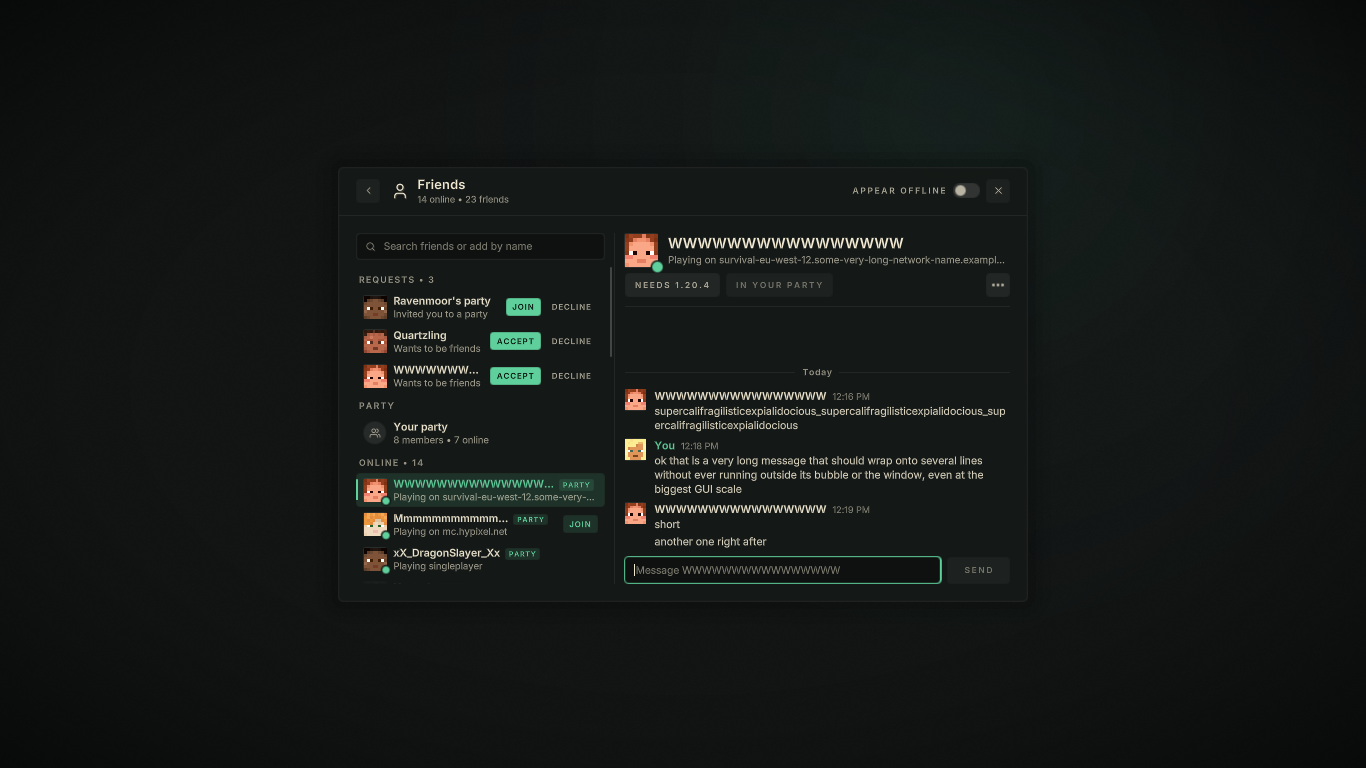 Friends
14 online • 23 friends
APPEAR OFFLINE
Search friends or add by name
REQUESTS • 3
Ravenmoor's party
Invited you to a party
JOIN
DECLINE
Quartzling
Wants to be friends
ACCEPT
DECLINE
WWWWWWW...
Wants to be friends
ACCEPT
DECLINE
PARTY
Your party
8 members • 7 online
ONLINE • 14
WWWWWWWWWWWWWWW...
PARTY
Playing on survival-eu-west-12.some-very-...
Mmmmmmmmmmm...
PARTY
Playing on mc.hypixel.net
JOIN
xX_DragonSlayer_Xx
PARTY
Playing singleplayer
WWWWWWWWWWWWWWWW
Playing on survival-eu-west-12.some-very-long-network-name.exampl...
NEEDS 1.20.4
IN YOUR PARTY
Today
WWWWWWWWWWWWWWWW 12:16 PM
supercalifragilisticexpialidocious_supercalifragilisticexpialidocious_sup
ercalifragilisticexpialidocious
You 12:18 PM
ok that is a very long message that should wrap onto several lines
without ever running outside its bubble or the window, even at the
biggest GUI scale
WWWWWWWWWWWWWWWW 12:19 PM
short
another one right after
Message WWWWWWWWWWWWWWWW
SEND